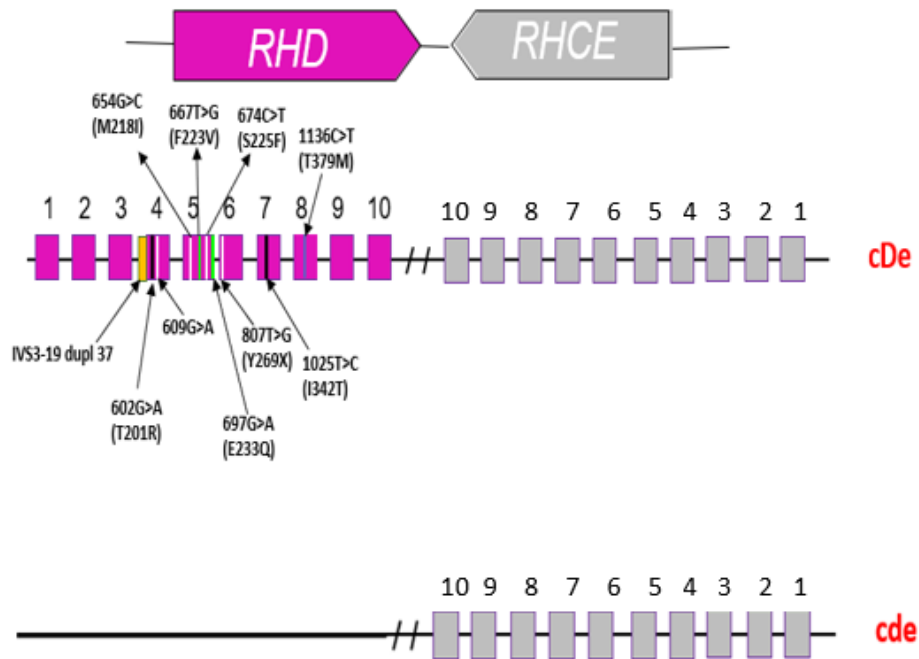 RHD
RHCE
654G>C
(M218I)
667T>G
(F223V)
674C>T
(S225F)
1136C>T
(T379M)
1 2 3 4 5 6 7 8 9 10
10 9 8 7 6 5 4 3 2 1
cDe
IVS3-19 dupl 37
602G>A
(T201R)
609G>A
697G>A
(E233Q)
807T>G
(Y269X)
1025T>C
(I342T)
10 9 8 7 6 5 4 3 2 1
cde